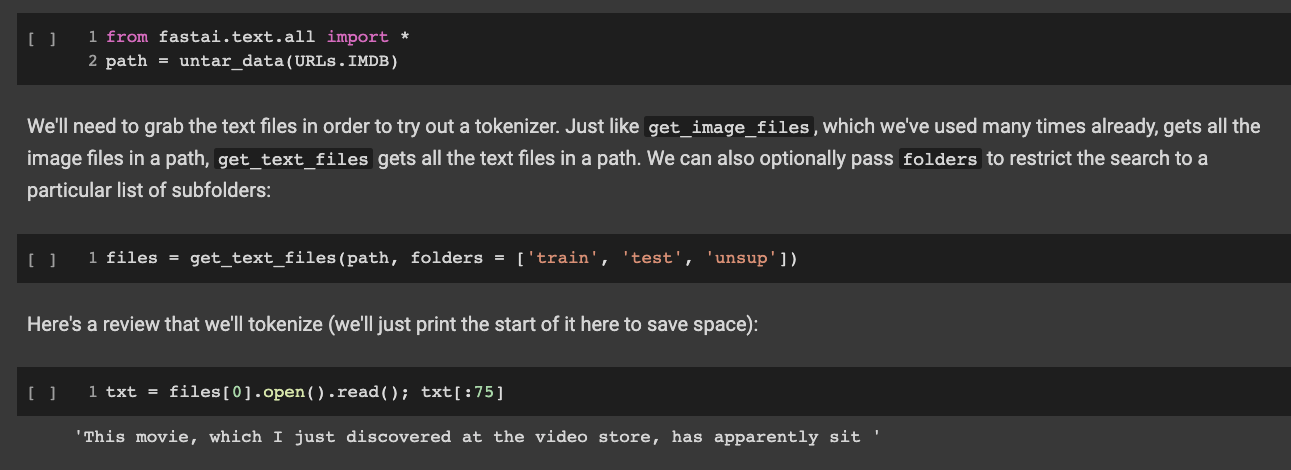 [ ] 1 from fastai.text.all import *
2 path = untar_data(URLs.IMDB)
We'll need to grab the text files in order to try out a tokenizer. Just like get_image_files, which we've used many times already, gets all the
image files in a path, get_text_files gets all the text files in a path. We can also optionally pass folders to restrict the search to a
particular list of subfolders:
[ ] 1 files = get_text_files(path, folders = ['train', 'test', 'unsup'])
Here's a review that we'll tokenize (we'll just print the start of it here to save space):
[ ] 1 txt = files[0].open().read(); txt[:75]
'This movie, which I just discovered at the video store, has apparently sit '